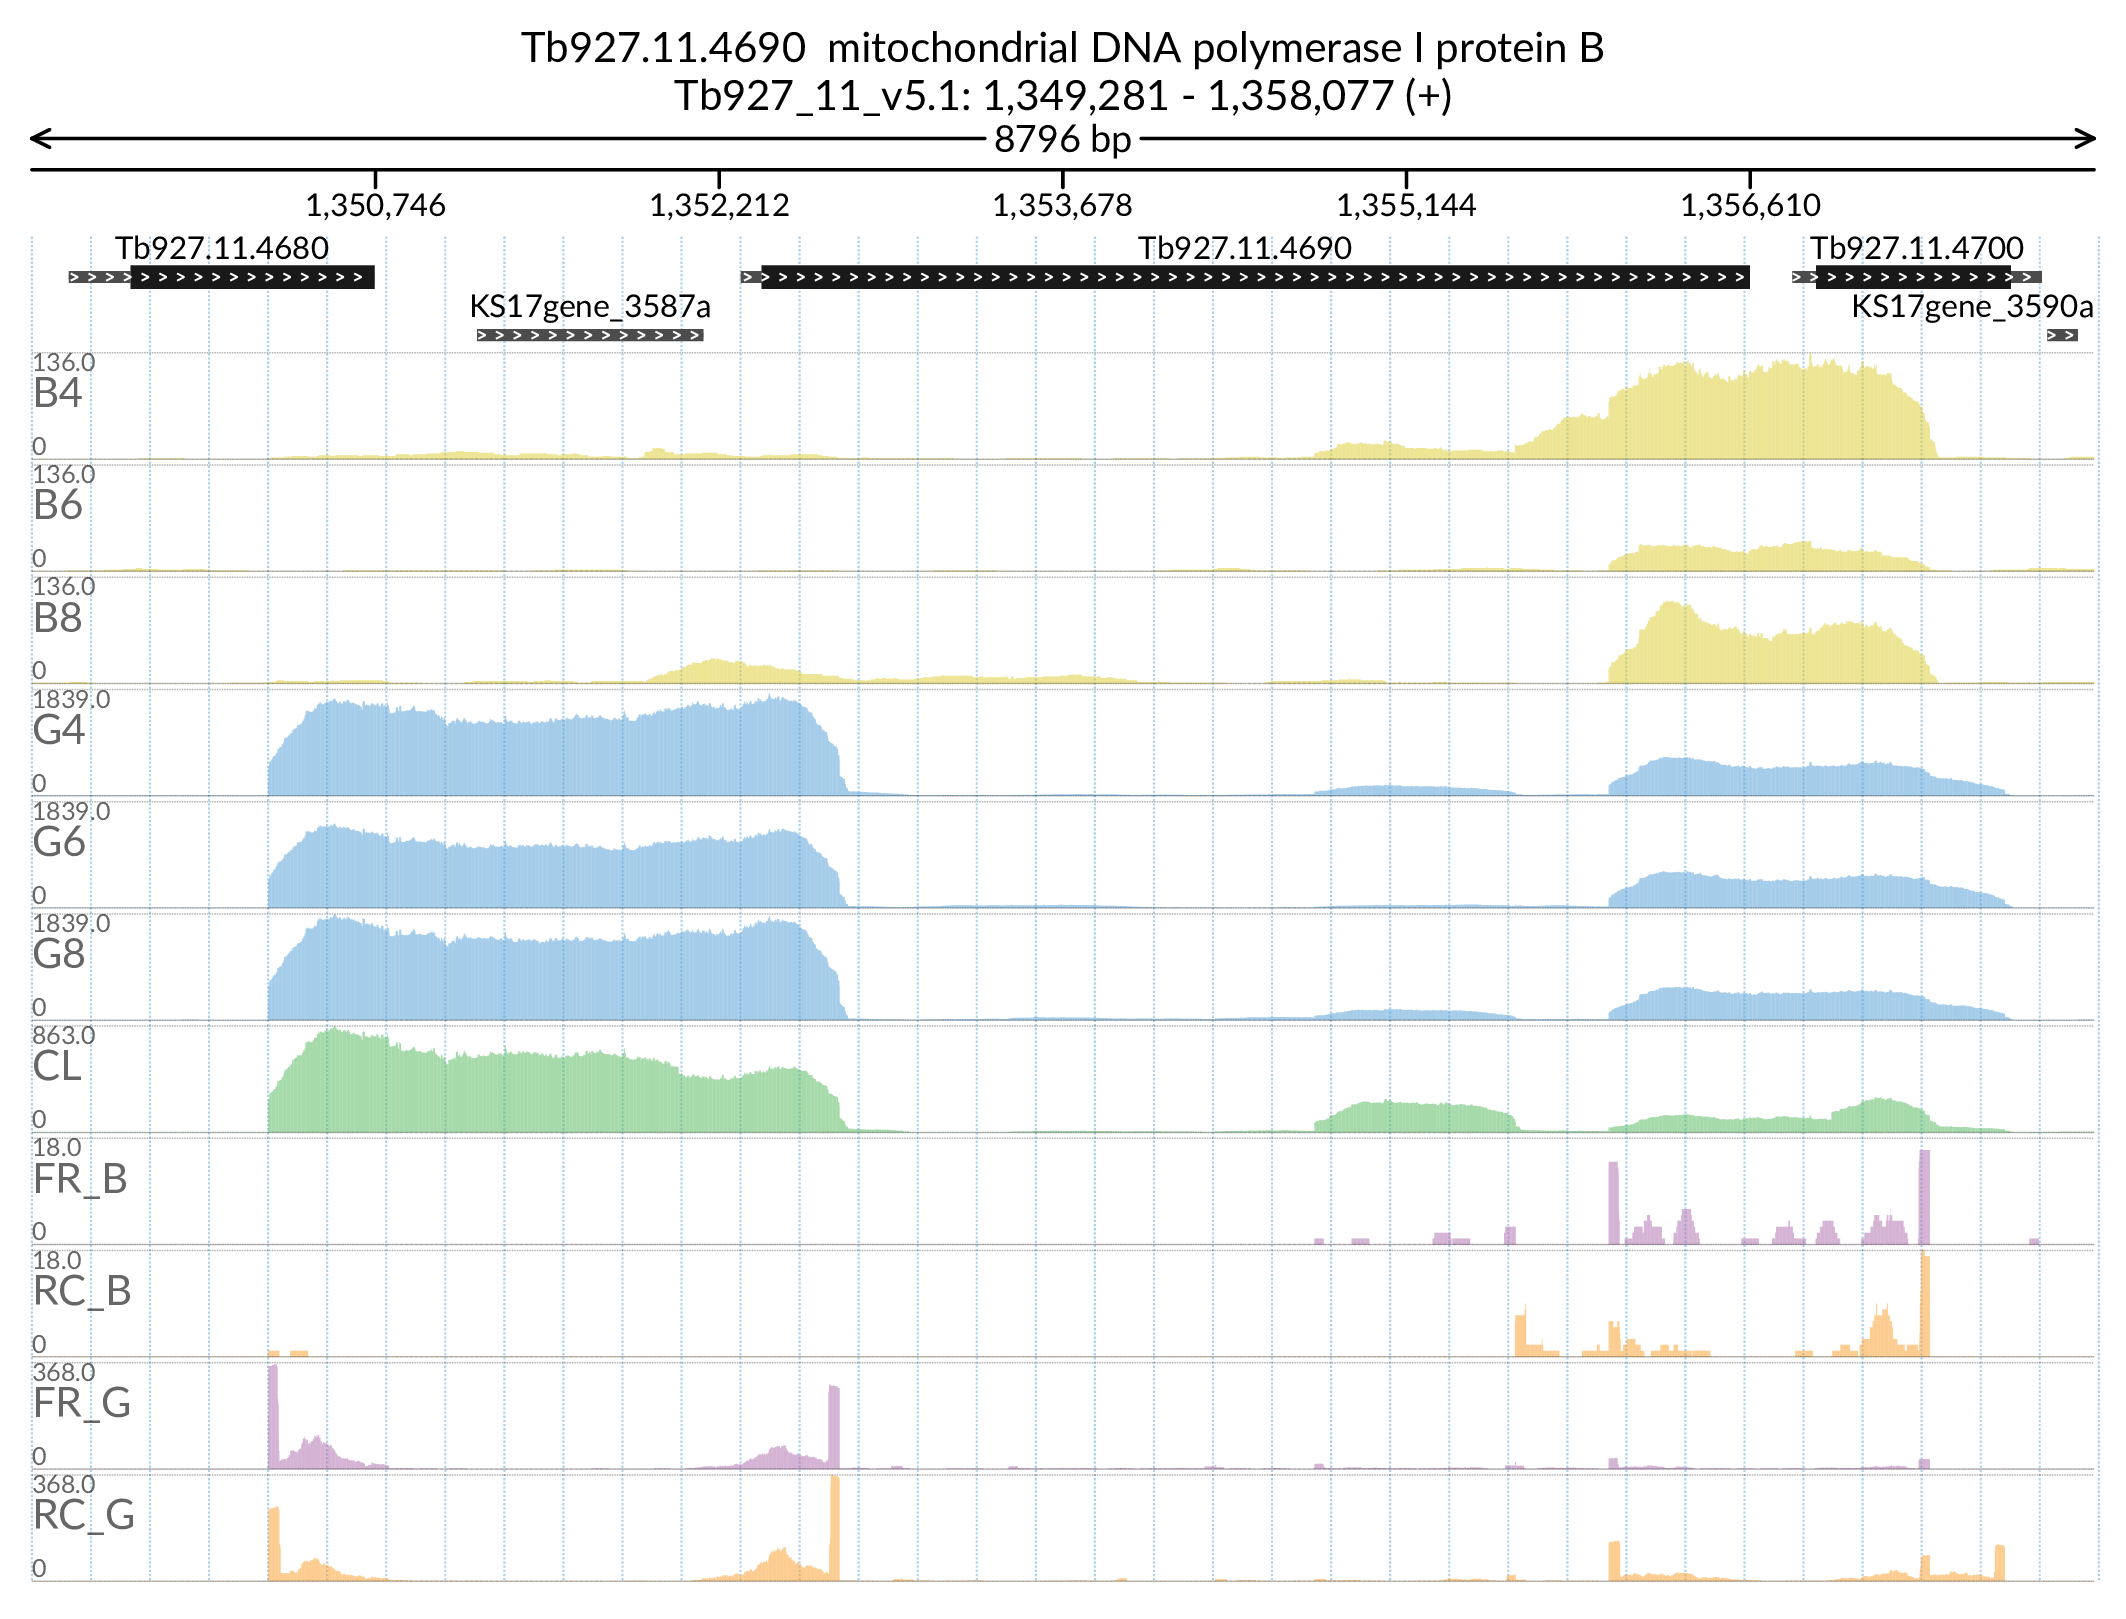 Tb927.11.4690  mitochondrial DNA polymerase I protein B
Tb927_11_v5.1: 1,349,281 - 1,358,077 (+)
8796 bp
1,350,746 1,352,212 1,353,678 1,355,144 1,356,610
Tb927.11.4680 Tb927.11.4690 Tb927.11.4700
KS17gene_3587a KS17gene_3590a
136.0
B4
0
136.0
B6
0
136.0
B8
0
1839.0
G4
0
1839.0
G6
0
1839.0
G8
0
863.0
CL
0
18.0
FR_B
0
18.0
RC_B
0
368.0
FR_G
0
368.0
RC_G
0